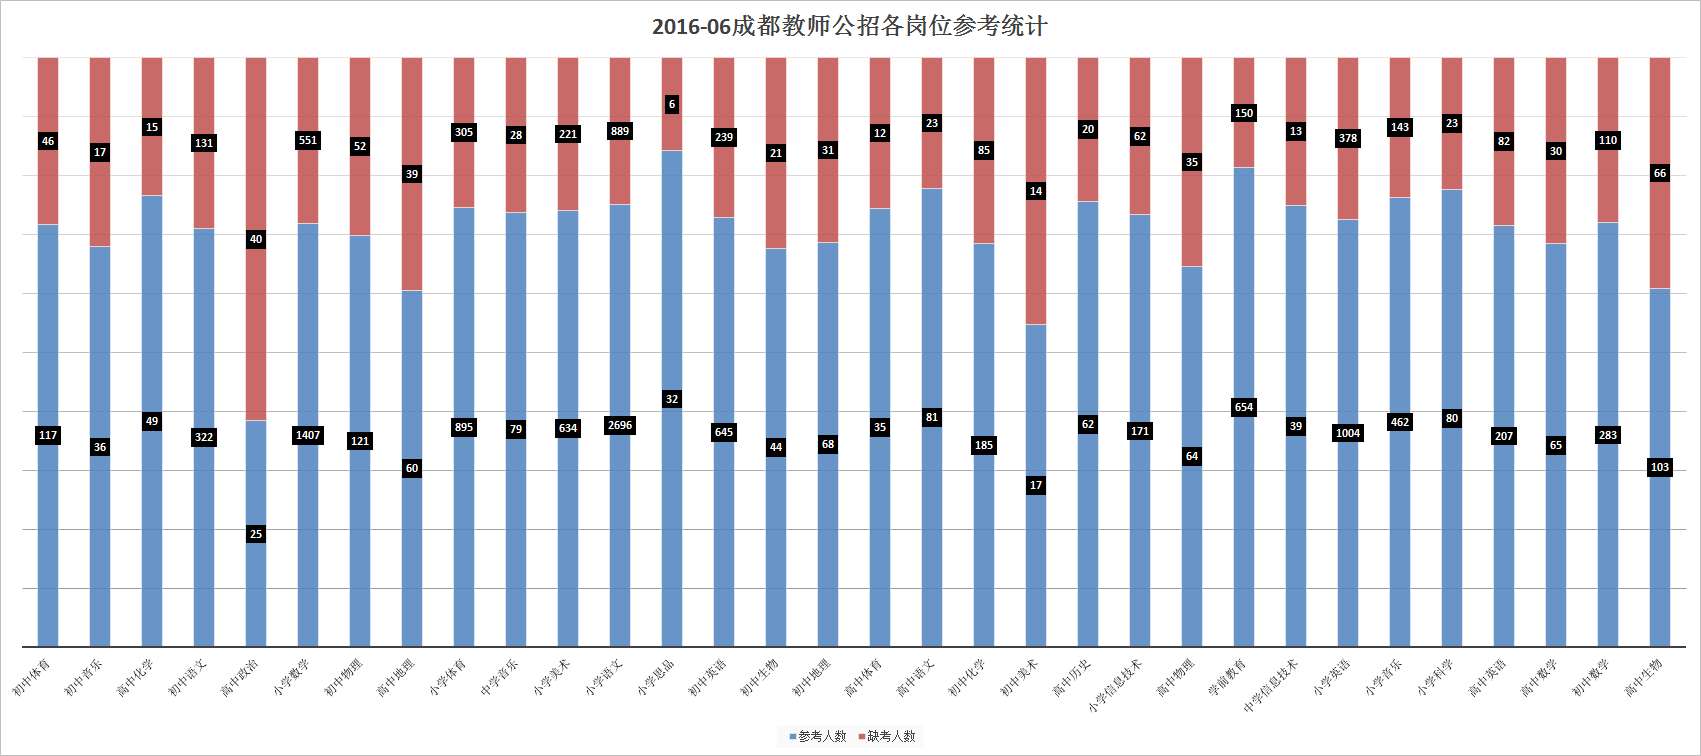 2016-06成都教师公招各岗位参考统计
46 17 15 131 40 551 52 39 305 28 221 889 6 239 21 31 12 23 85 14 20 62 35 150 13 378 143 23 82 30 110 66
117 36 49 322 25 1407 121 60 895 79 634 2696 32 645 44 68 35 81 185 17 62 171 64 654 39 1004 462 80 207 65 283 103
初中体育 初中音乐 高中化学 初中语文 高中政治 小学数学 初中物理 高中地理 小学体育 中学音乐 小学美术 小学语文 小学思品 初中英语 初中生物 初中地理 高中体育 高中语文 初中化学 初中美术 高中历史 小学信息技术 高中物理 学前教育 中学信息技术 小学英语 小学音乐 小学科学 高中英语 高中数学 初中数学 高中生物
参考人数 缺考人数